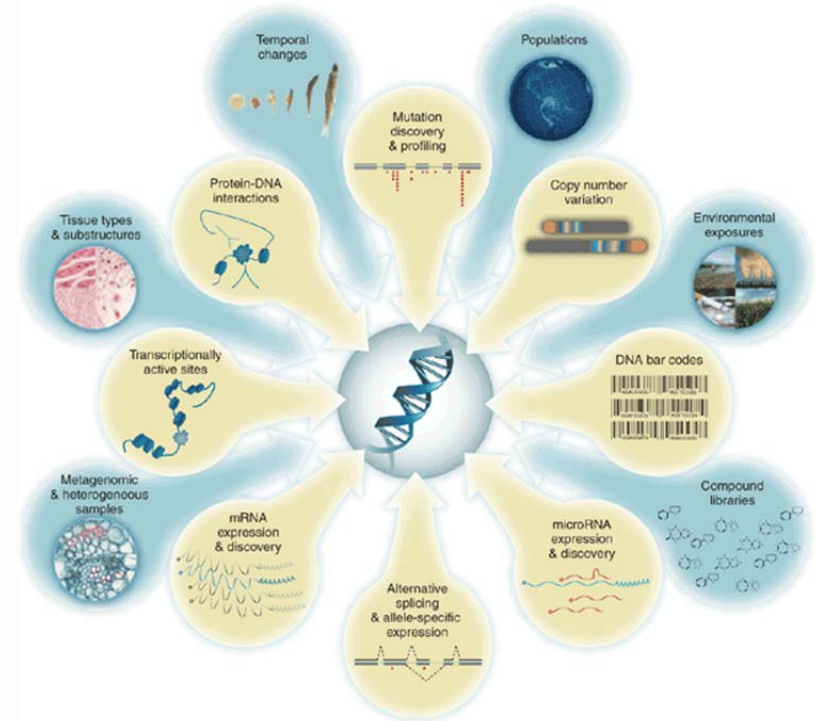 Temporal
changes
Populations
Mutation
discovery
& profiling
Protein-DNA
interactions
Copy number
variation
Tissue types
& substructures
Environmental
exposures
Transcriptionally
active sites
DNA bar codes
Metagenomic
& heterogeneous
samples
Compound
libraries
mRNA
expression
& discovery
microRNA
expression
& discovery
Alternative
splicing
& allele-specific
expression